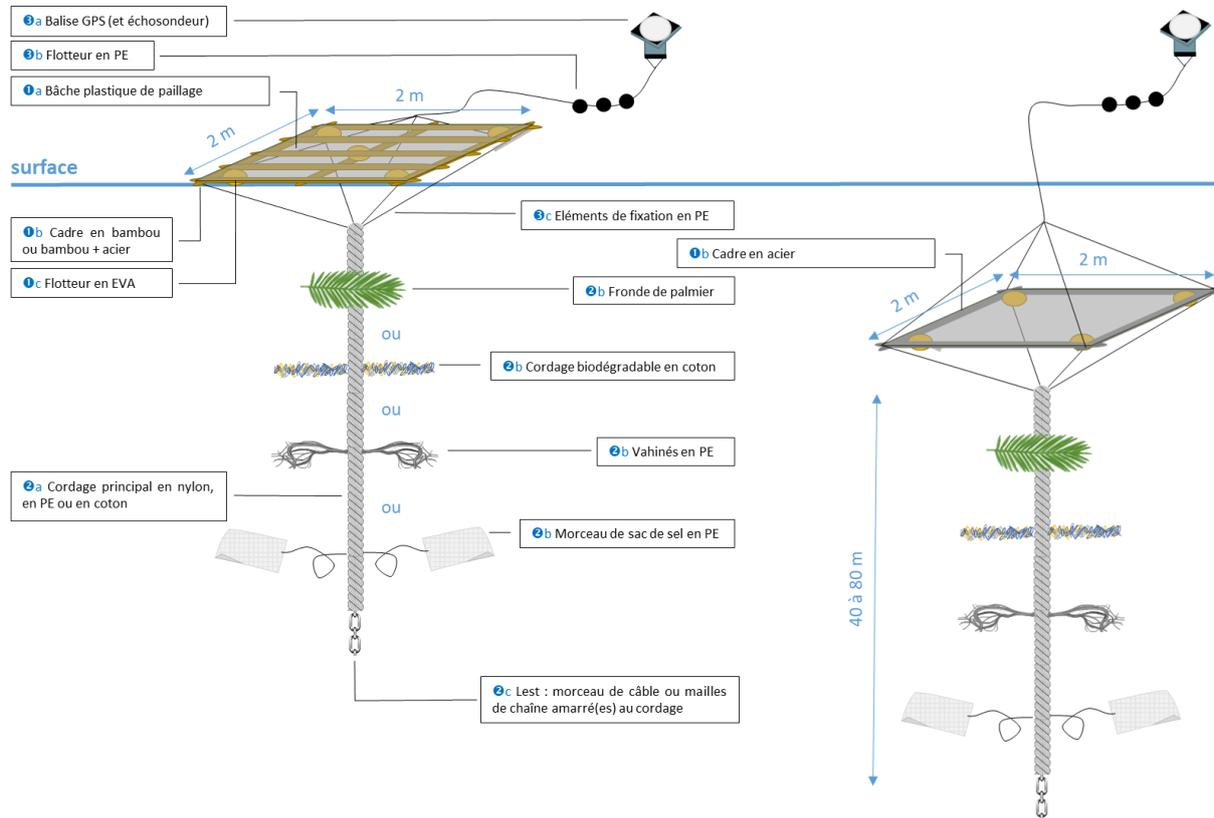 ❸a Balise GPS (et échosondeur)
❸b Flotteur en PE
❶a Bâche plastique de paillage
2 m
2 m
surface
❶b Cadre en bambou
ou bambou + acier
❶c Flotteur en EVA
❸c Eléments de fixation en PE
❷b Fronde de palmier
ou
❷b Cordage biodégradable en coton
ou
❷b Vahinés en PE
❷a Cordage principal en nylon,
en PE ou en coton
ou
❷b Morceau de sac de sel en PE
❷c Lest : morceau de câble ou mailles
de chaîne amarré(es) au cordage
❶b Cadre en acier
2 m
2 m
40 à 80 m